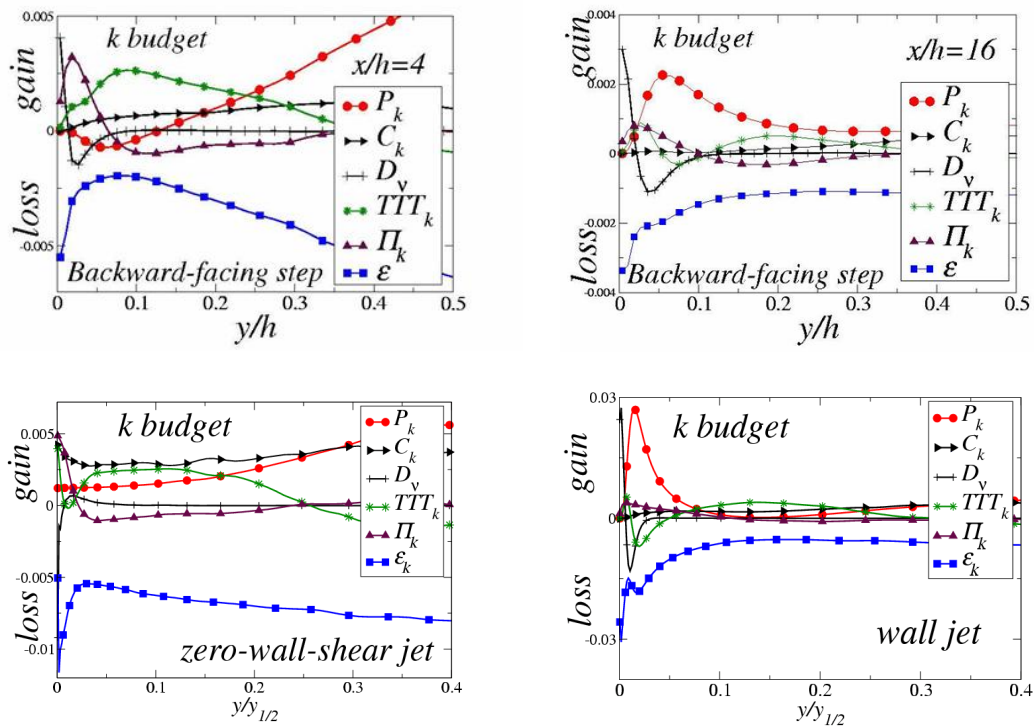 0.005
k budget
gain
x/h=4
P_k
C_k
D_ν
TTT_k
Π_k
ε
0
-0.005
loss
Backward-facing step
0 0.1 0.2 0.3 0.4 0.5
y/h
0.004
k budget
gain
x/h=16
0.002
P_k
C_k
D_ν
TTT_k
Π_k
ε
0
-0.002
loss
Backward-facing step
-0.004
0 0.1 0.2 0.3 0.4 0.5
y/h
k budget
0.005
gain
P_k
C_k
D_ν
TTT_k
Π_k
ε_k
0
-0.005
loss
-0.01
zero-wall-shear jet
0 0.1 0.2 0.3 0.4
y/y_{1/2}
0.03
k budget
gain
P_k
C_k
D_ν
TTT_k
Π_k
ε_k
0
loss
-0.03
wall jet
0 0.1 0.2 0.3 0.4
y/y_{1/2}